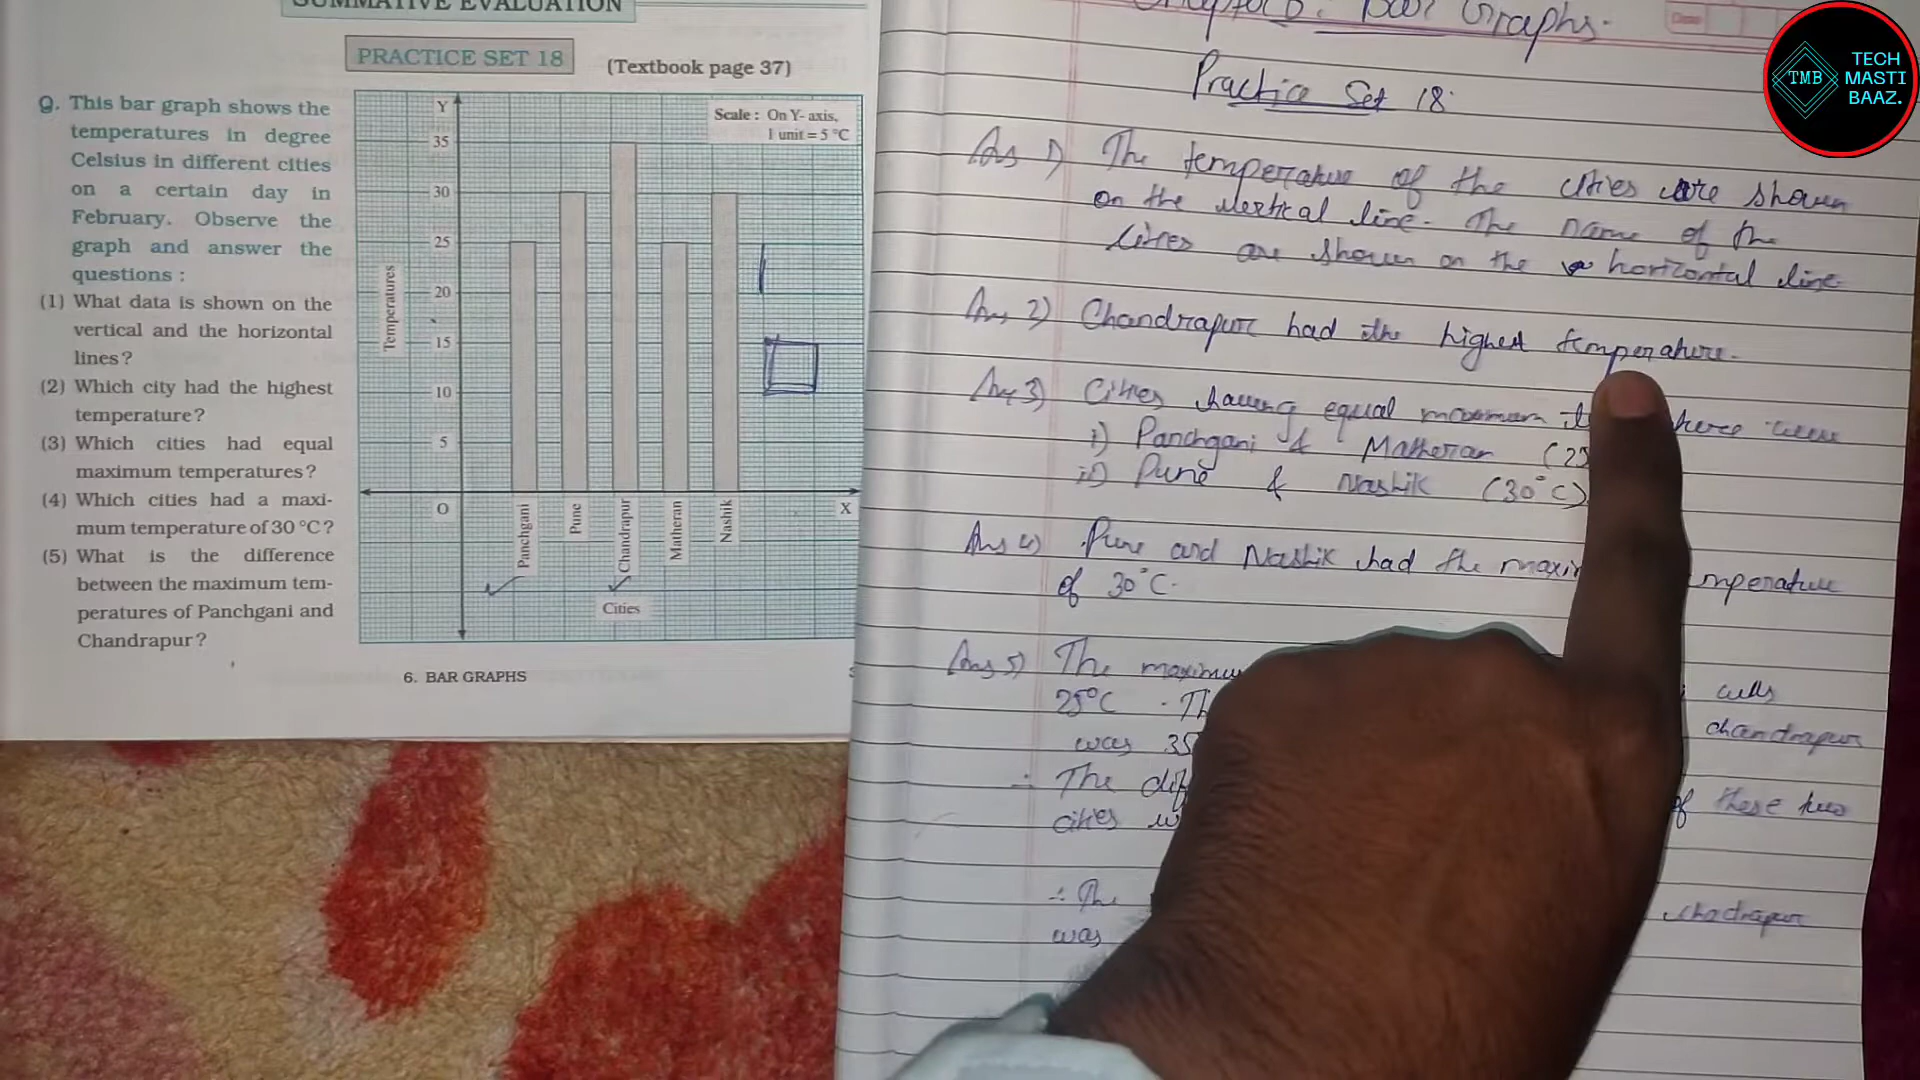 SUMMATIVE EVALUATION
PRACTICE SET 18
(Textbook page 37)
Q. This bar graph shows the
temperatures in degree
Celsius in different cities
on a certain day in
February. Observe the
graph and answer the
questions :
(1) What data is shown on the
vertical and the horizontal
lines?
(2) Which city had the highest
temperature?
(3) Which cities had equal
maximum temperatures?
(4) Which cities had a maxi-
mum temperature of 30 °C?
(5) What is the difference
between the maximum tem-
peratures of Panchgani and
Chandrapur?
Y
Scale : On Y- axis,
1 unit = 5 °C
35
30
25
20
15
10
5
O
X
Temperatures
Panchgani
Pune
Chandrapur
Matheran
Nashik
Cities
6. BAR GRAPHS
Bar Graphs.
Date
Practice Set 18.
Ans 1) The temperature of the cities are shown
on the vertical line. The name of the
cities are shown on the horizontal line
Ans 2) Chandrapur had the highest temperature.
Ans 3) Cities having equal were
i) Panchgani & Matheran (25
ii) Pune & Nashik (30°C)
Ans 4) Pune and Nashik had the mperature
of 30°C.
Ans 5) The
25°C . Th chandrapur
was 35
∴ The of these two
cities w
∴ The chadrapur
was
TMB
TECH
MASTI
BAAZ.